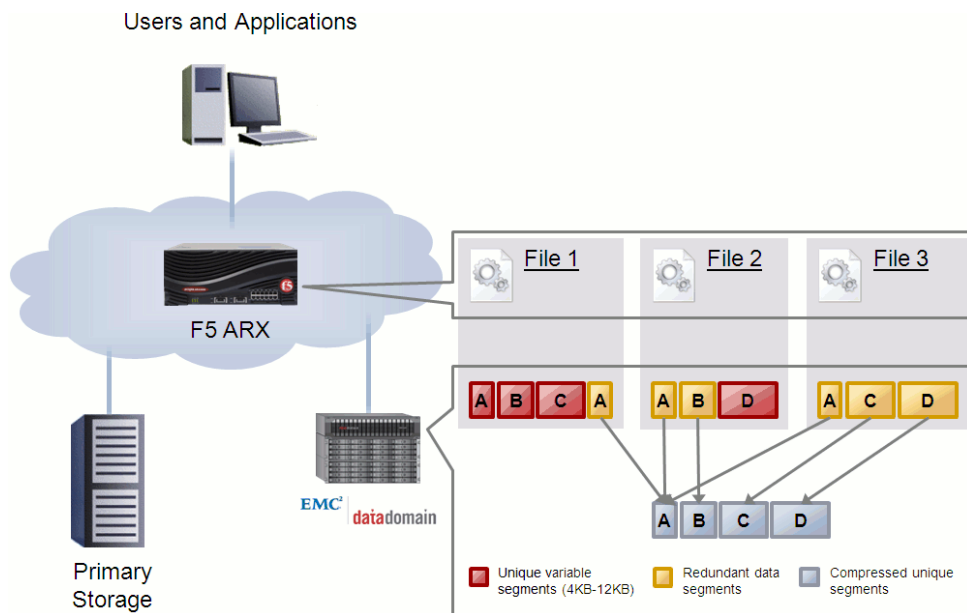 Users and Applications
f5
F5 ARX
File 1
File 2
File 3
A B C A
A B D
A C D
A B C D
EMC²
datadomain
Primary
Storage
Unique variable
segments (4KB-12KB)
Redundant data
segments
Compressed unique
segments